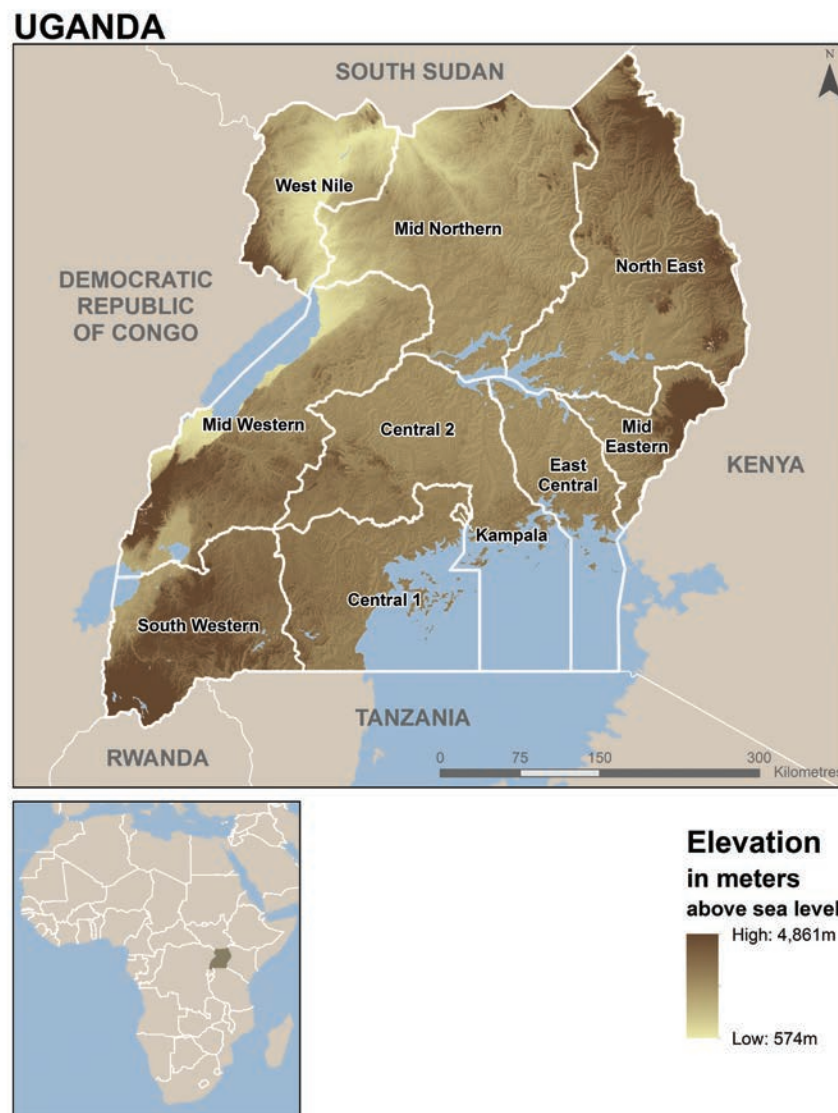 UGANDA
SOUTH SUDAN
N
West Nile
Mid Northern
North East
DEMOCRATIC
REPUBLIC
OF CONGO
Mid Western
Central 2
Mid
Eastern
East
Central
KENYA
Kampala
Central 1
South Western
TANZANIA
RWANDA
0 75 150 300
Kilometres
Elevation
in meters
above sea level
High: 4,861m
Low: 574m